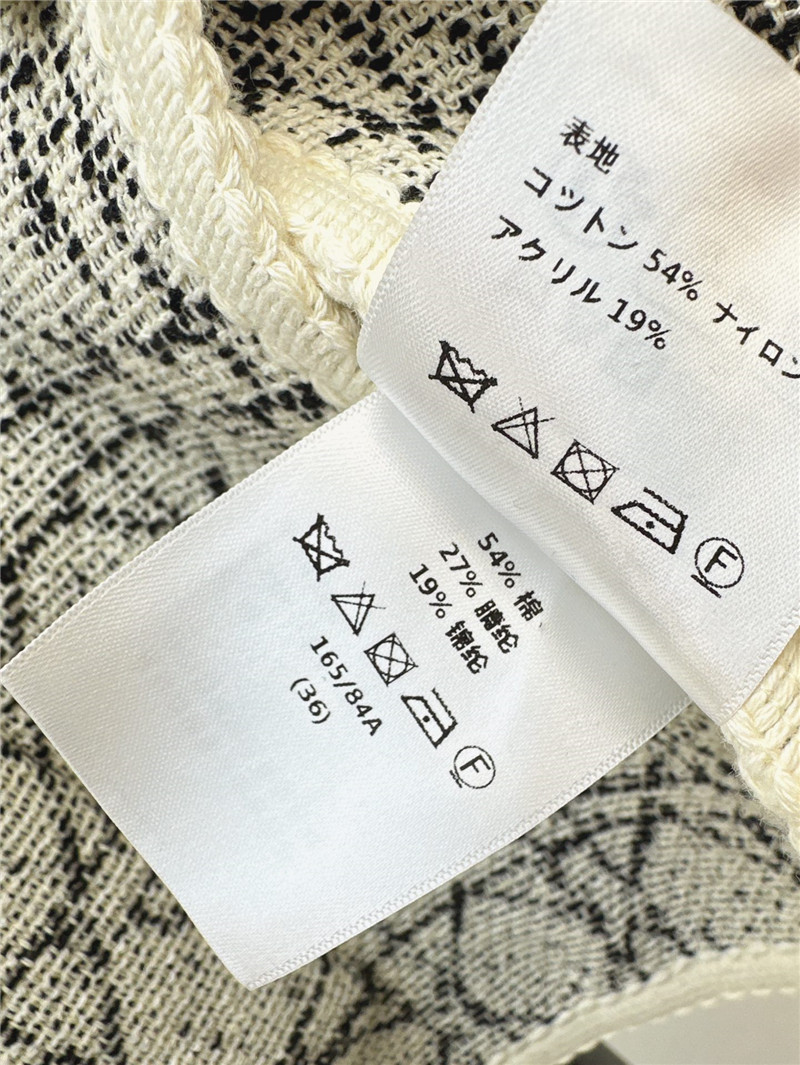 表地
コツトン 54% ナイロン
アクリル 19%
F
54% 棉
27% 腈纶
19% 锦纶
F
165/84A
(36)